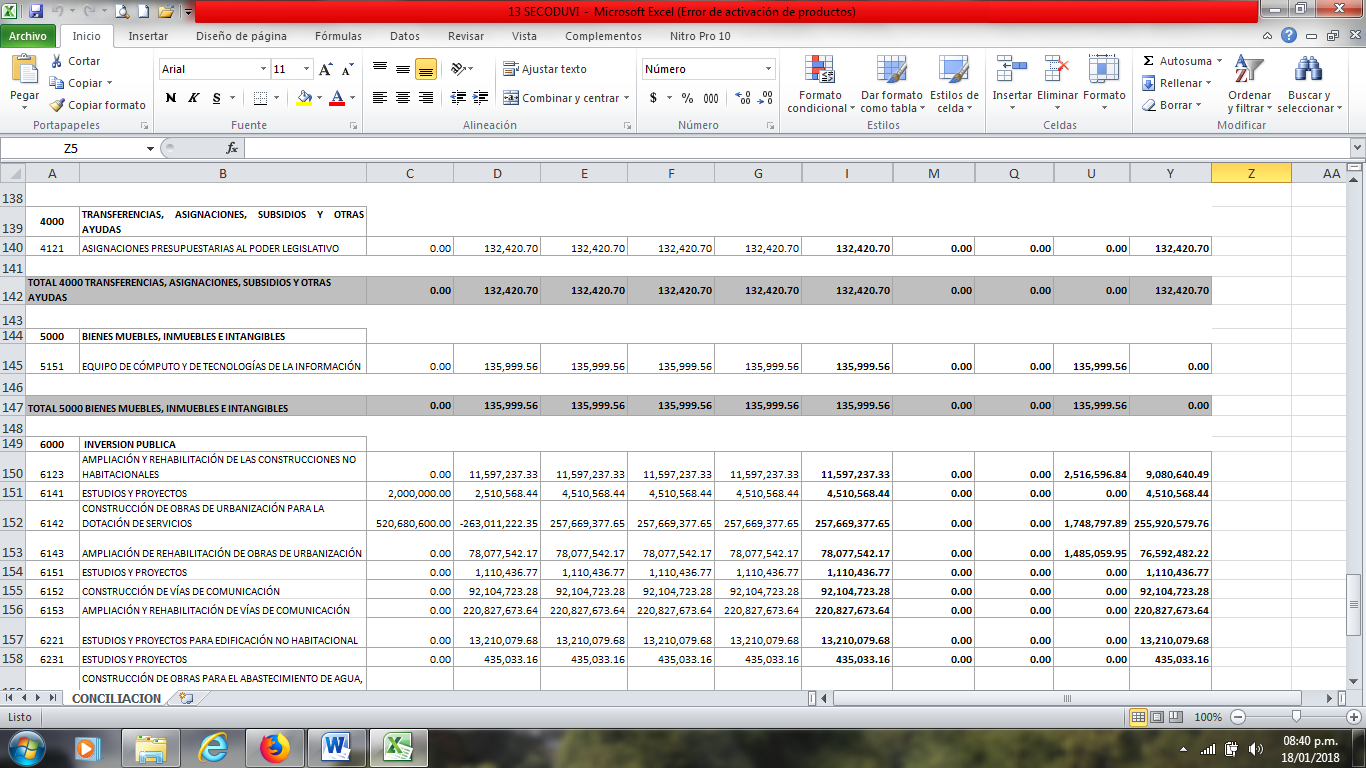 13 SECODUVI - Microsoft Excel (Error de activación de productos)
Archivo Inicio Insertar Diseño de página Fórmulas Datos Revisar Vista Complementos Nitro Pro 10
Pegar
Cortar
Copiar
Copiar formato
Portapapeles
Arial 11
N K S
Fuente
Ajustar texto
Combinar y centrar
Alineación
Número
$ % 000
Número
Formato condicional
Dar formato como tabla
Estilos de celda
Estilos
Insertar Eliminar Formato
Celdas
Autosuma
Rellenar
Borrar
Ordenar y filtrar
Buscar y seleccionar
Modificar
Z5 fx
A B C D E F G I M Q U Y Z AA
138
139 4000 TRANSFERENCIAS, ASIGNACIONES, SUBSIDIOS Y OTRAS
AYUDAS
140 4121 ASIGNACIONES PRESUPUESTARIAS AL PODER LEGISLATIVO 0.00 132,420.70 132,420.70 132,420.70 132,420.70 132,420.70 0.00 0.00 0.00 132,420.70
141
142 TOTAL 4000 TRANSFERENCIAS, ASIGNACIONES, SUBSIDIOS Y OTRAS
AYUDAS 0.00 132,420.70 132,420.70 132,420.70 132,420.70 132,420.70 0.00 0.00 0.00 132,420.70
143
144 5000 BIENES MUEBLES, INMUEBLES E INTANGIBLES
145 5151 EQUIPO DE CÓMPUTO Y DE TECNOLOGÍAS DE LA INFORMACIÓN 0.00 135,999.56 135,999.56 135,999.56 135,999.56 135,999.56 0.00 0.00 135,999.56 0.00
146
147 TOTAL 5000 BIENES MUEBLES, INMUEBLES E INTANGIBLES 0.00 135,999.56 135,999.56 135,999.56 135,999.56 135,999.56 0.00 0.00 135,999.56 0.00
148
149 6000 INVERSION PUBLICA
150 6123 AMPLIACIÓN Y REHABILITACIÓN DE LAS CONSTRUCCIONES NO
HABITACIONALES 0.00 11,597,237.33 11,597,237.33 11,597,237.33 11,597,237.33 11,597,237.33 0.00 0.00 2,516,596.84 9,080,640.49
151 6141 ESTUDIOS Y PROYECTOS 2,000,000.00 2,510,568.44 4,510,568.44 4,510,568.44 4,510,568.44 4,510,568.44 0.00 0.00 0.00 4,510,568.44
152 6142 CONSTRUCCIÓN DE OBRAS DE URBANIZACIÓN PARA LA
DOTACIÓN DE SERVICIOS 520,680,600.00 -263,011,222.35 257,669,377.65 257,669,377.65 257,669,377.65 257,669,377.65 0.00 0.00 1,748,797.89 255,920,579.76
153 6143 AMPLIACIÓN DE REHABILITACIÓN DE OBRAS DE URBANIZACIÓN 0.00 78,077,542.17 78,077,542.17 78,077,542.17 78,077,542.17 78,077,542.17 0.00 0.00 1,485,059.95 76,592,482.22
154 6151 ESTUDIOS Y PROYECTOS 0.00 1,110,436.77 1,110,436.77 1,110,436.77 1,110,436.77 1,110,436.77 0.00 0.00 0.00 1,110,436.77
155 6152 CONSTRUCCIÓN DE VÍAS DE COMUNICACIÓN 0.00 92,104,723.28 92,104,723.28 92,104,723.28 92,104,723.28 92,104,723.28 0.00 0.00 0.00 92,104,723.28
156 6153 AMPLIACIÓN Y REHABILITACIÓN DE VÍAS DE COMUNICACIÓN 0.00 220,827,673.64 220,827,673.64 220,827,673.64 220,827,673.64 220,827,673.64 0.00 0.00 0.00 220,827,673.64
157 6221 ESTUDIOS Y PROYECTOS PARA EDIFICACIÓN NO HABITACIONAL 0.00 13,210,079.68 13,210,079.68 13,210,079.68 13,210,079.68 13,210,079.68 0.00 0.00 0.00 13,210,079.68
158 6231 ESTUDIOS Y PROYECTOS 0.00 435,033.16 435,033.16 435,033.16 435,033.16 435,033.16 0.00 0.00 0.00 435,033.16
CONSTRUCCIÓN DE OBRAS PARA EL ABASTECIMIENTO DE AGUA,
CONCILIACION
Listo 100%
08:40 p.m.
18/01/2018